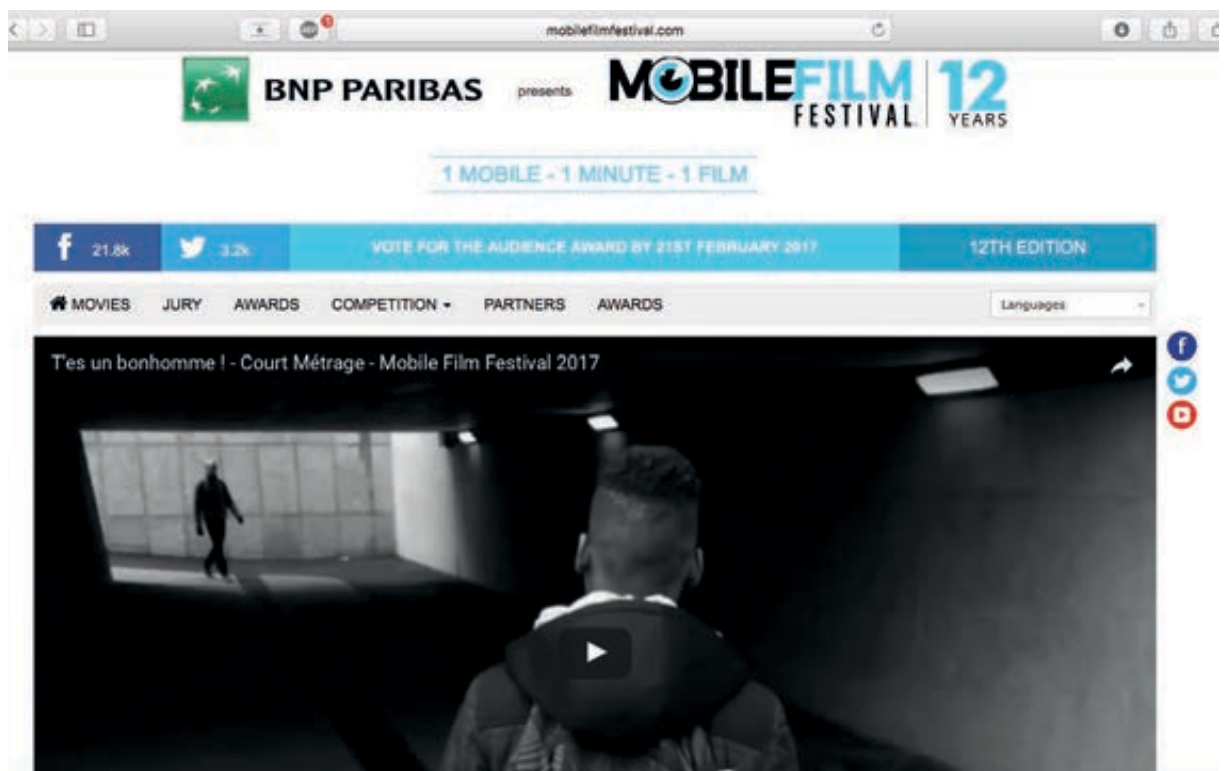 1
mobilefilmfestival.com
BNP PARIBAS presents MOBILEFILM FESTIVAL 12 YEARS
1 MOBILE - 1 MINUTE - 1 FILM
f 21.8k 3.2k VOTE FOR THE AUDIENCE AWARD BY 21ST FEBRUARY 2017 12TH EDITION
MOVIES JURY AWARDS COMPETITION PARTNERS AWARDS Languages
T'es un bonhomme ! - Court Métrage - Mobile Film Festival 2017
f